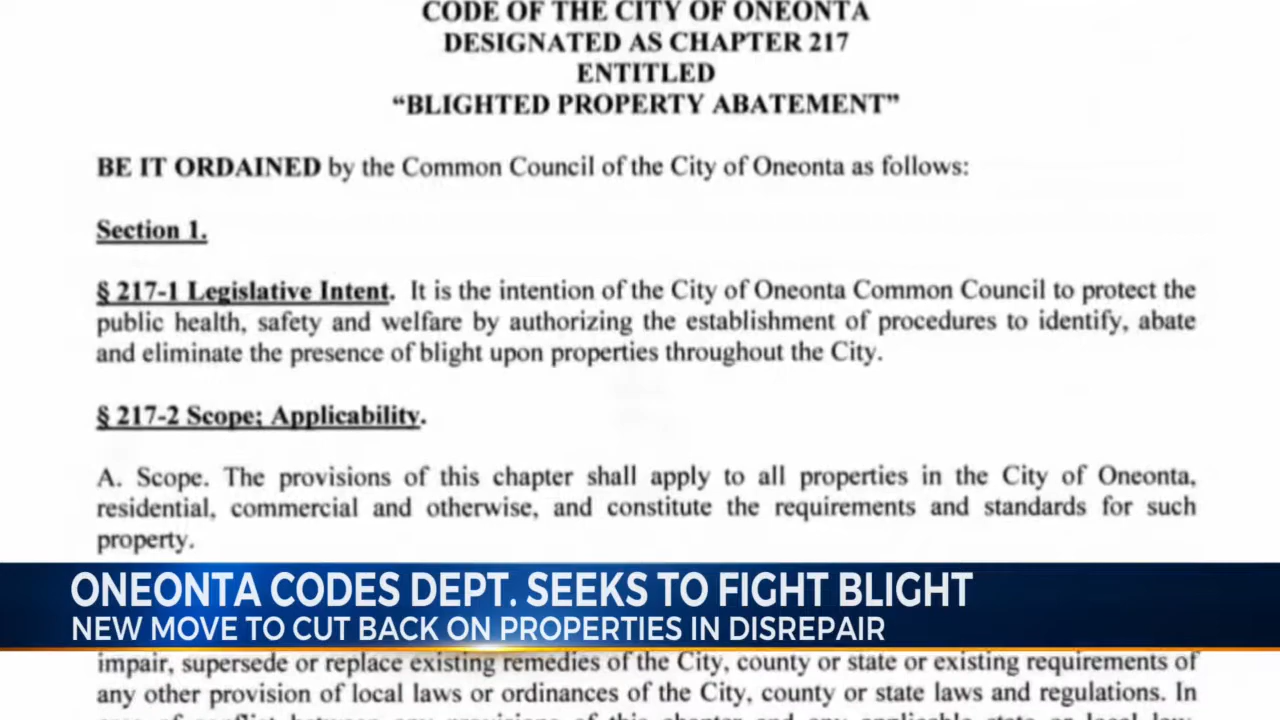 CODE OF THE CITY OF ONEONTA
DESIGNATED AS CHAPTER 217
ENTITLED
“BLIGHTED PROPERTY ABATEMENT”
BE IT ORDAINED by the Common Council of the City of Oneonta as follows:
Section 1.
§ 217-1 Legislative Intent. It is the intention of the City of Oneonta Common Council to protect the
public health, safety and welfare by authorizing the establishment of procedures to identify, abate
and eliminate the presence of blight upon properties throughout the City.
§ 217-2 Scope; Applicability.
A. Scope. The provisions of this chapter shall apply to all properties in the City of Oneonta,
residential, commercial and otherwise, and constitute the requirements and standards for such
property.
ONEONTA CODES DEPT. SEEKS TO FIGHT BLIGHT
NEW MOVE TO CUT BACK ON PROPERTIES IN DISREPAIR
impair, supersede or replace existing remedies of the City, county or state or existing requirements of
any other provision of local laws or ordinances of the City, county or state laws and regulations. In